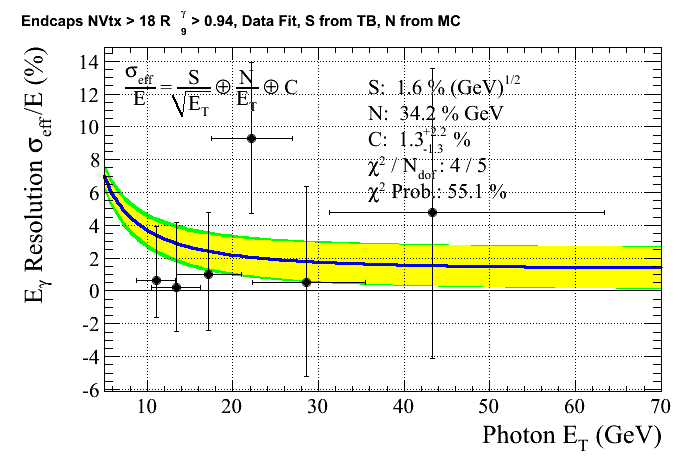 Endcaps NVtx > 18 R γ 9 > 0.94, Data Fit, S from TB, N from MC
Eγ Resolution σeff/E (%)
σeff/E = S/√ET ⊕ N/ET ⊕ C
S: 1.6 % (GeV)1/2
N: 34.2 % GeV
C: 1.3 +2.2 -1.3 %
χ2 / Ndof: 4 / 5
χ2 Prob.: 55.1 %
14
12
10
8
6
4
2
0
-2
-4
-6
10 20 30 40 50 60 70
Photon ET (GeV)